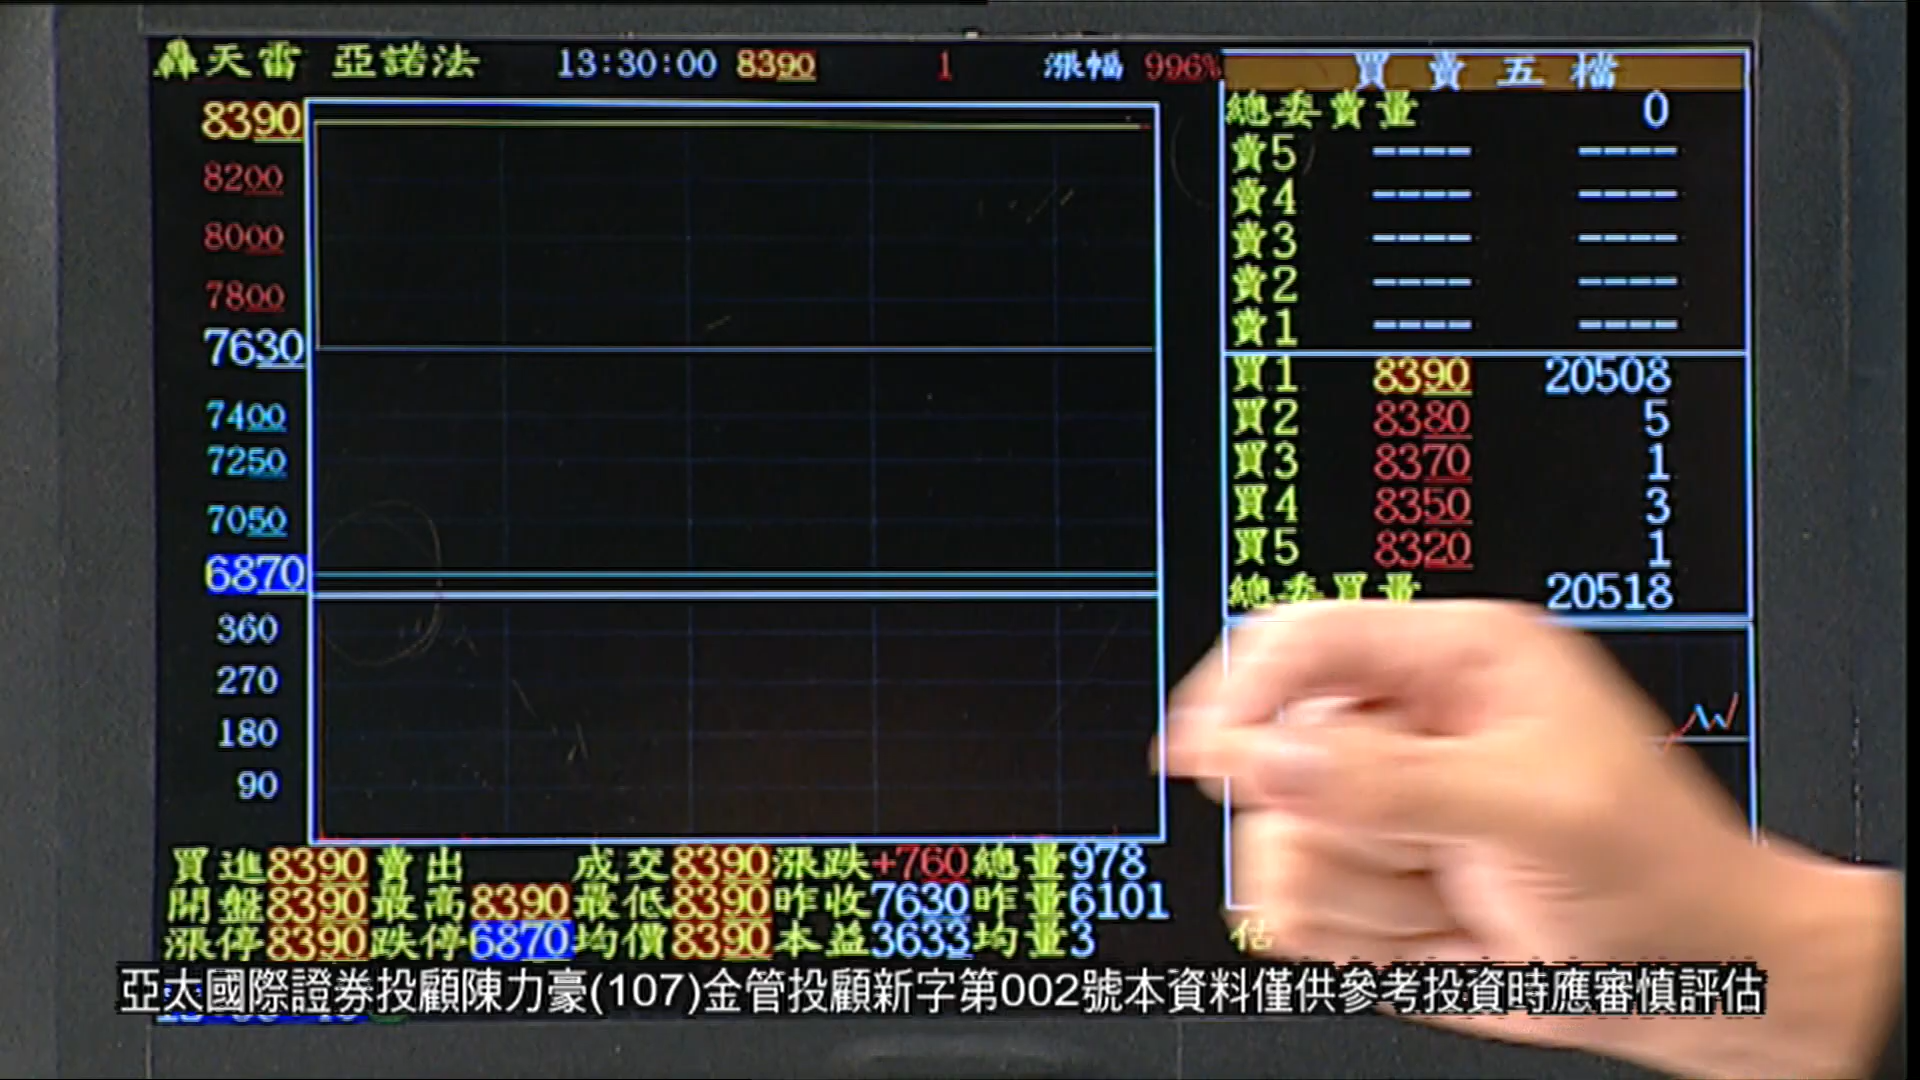 轟天雷 亞諾法 13:30:00 8390 1 漲幅 996%
8390
8200
8000
7800
7630
7400
7250
7050
6870
360
270
180
90
買賣五檔
總委賣量 0
賣5 ---- ----
賣4 ---- ----
賣3 ---- ----
賣2 ---- ----
賣1 ---- ----
買1 8390 20508
買2 8380 5
買3 8370 1
買4 8350 3
買5 8320 1
總委買量 20518
買進8390賣出 成交8390漲跌+760總量978
開盤8390最高8390最低8390昨收7630昨量6101
漲停8390跌停6870均價8390本益3633均量3
估
亞太國際證券投顧陳力豪(107)金管投顧新字第002號本資料僅供參考投資時應審慎評估